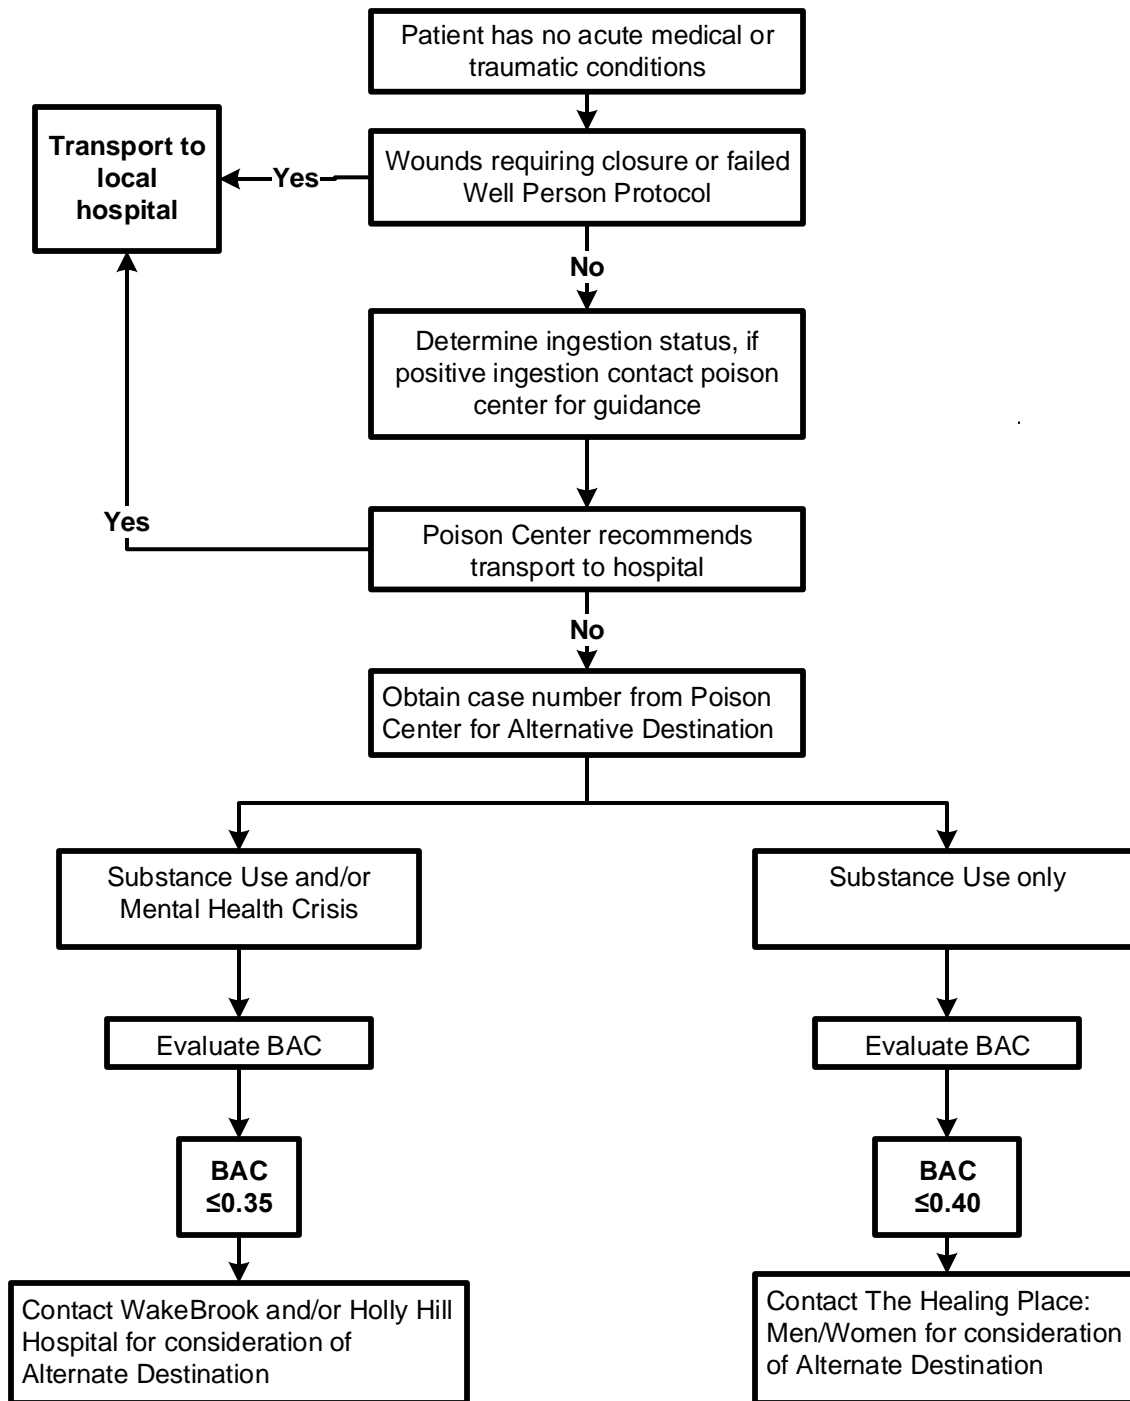 Patient has no acute medical or
traumatic conditions
Transport to
local
hospital
Yes
Wounds requiring closure or failed
Well Person Protocol
No
Determine ingestion status, if
positive ingestion contact poison
center for guidance
Yes
Poison Center recommends
transport to hospital
No
Obtain case number from Poison
Center for Alternative Destination
Substance Use and/or
Mental Health Crisis
Substance Use only
Evaluate BAC
Evaluate BAC
BAC
≤0.35
BAC
≤0.40
Contact WakeBrook and/or Holly Hill
Hospital for consideration of
Alternate Destination
Contact The Healing Place:
Men/Women for consideration
of Alternate Destination